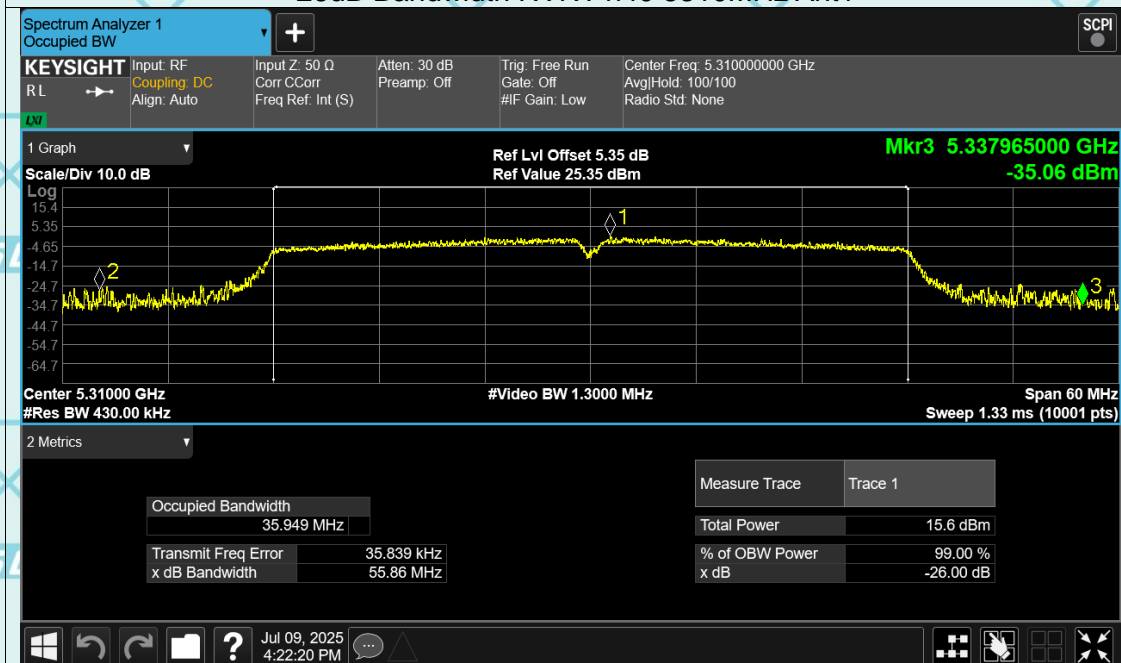 Spectrum Analyzer 1
Occupied BW
+
SCPI
KEYSIGHT
RL
LXI
Input: RF
Coupling: DC
Align: Auto
Input Z: 50 Ω
Corr CCorr
Freq Ref: Int (S)
Atten: 30 dB
Preamp: Off
Trig: Free Run
Gate: Off
#IF Gain: Low
Center Freq: 5.310000000 GHz
Avg|Hold: 100/100
Radio Std: None
1 Graph
Scale/Div 10.0 dB
Ref Lvl Offset 5.35 dB
Ref Value 25.35 dBm
Mkr3 5.337965000 GHz
-35.06 dBm
Log
15.4
5.35
-4.65
-14.7
-24.7
-34.7
-44.7
-54.7
-64.7
1
2
3
Center 5.31000 GHz
#Video BW 1.3000 MHz
Span 60 MHz
#Res BW 430.00 kHz
Sweep 1.33 ms (10001 pts)
2 Metrics
Occupied Bandwidth
35.949 MHz
Transmit Freq Error 35.839 kHz
x dB Bandwidth 55.86 MHz
Measure Trace Trace 1
Total Power 15.6 dBm
% of OBW Power 99.00 %
x dB -26.00 dB
?
Jul 09, 2025
4:22:20 PM